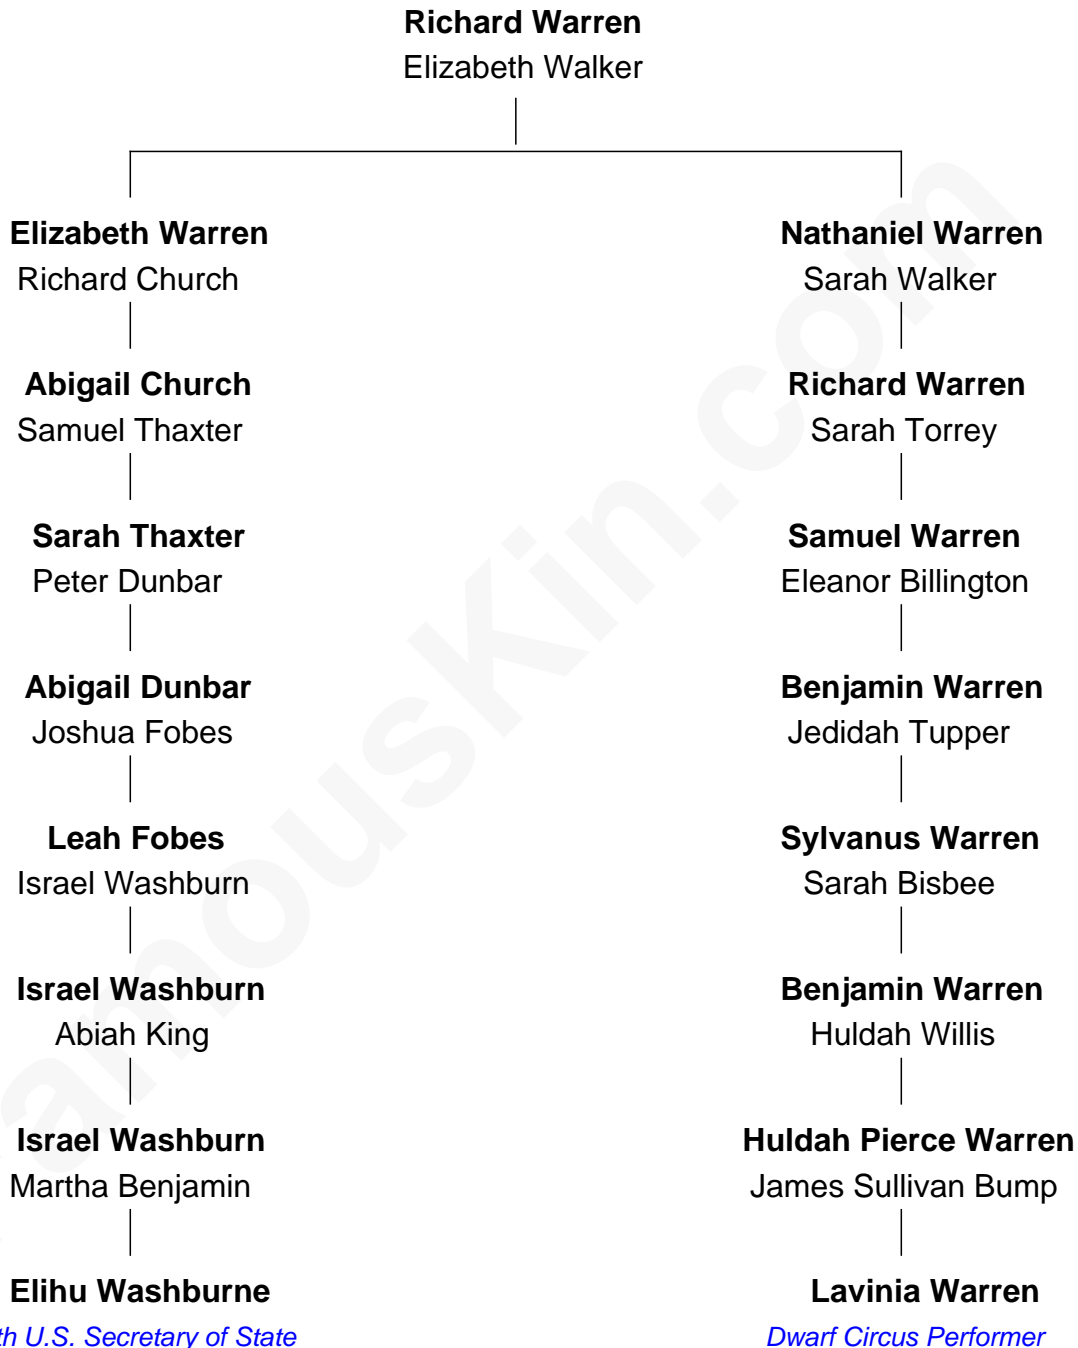 Richard Warren
Elizabeth Walker
Elizabeth Warren
Richard Church
Nathaniel Warren
Sarah Walker
Abigail Church
Samuel Thaxter
Richard Warren
Sarah Torrey
Sarah Thaxter
Peter Dunbar
Samuel Warren
Eleanor Billington
Abigail Dunbar
Joshua Fobes
Benjamin Warren
Jedidah Tupper
Leah Fobes
Israel Washburn
Sylvanus Warren
Sarah Bisbee
Israel Washburn
Abiah King
Benjamin Warren
Huldah Willis
Israel Washburn
Martha Benjamin
Huldah Pierce Warren
James Sullivan Bump
Elihu Washburne
U.S. Secretary of State
Lavinia Warren
Dwarf Circus Performer
amouskin.com